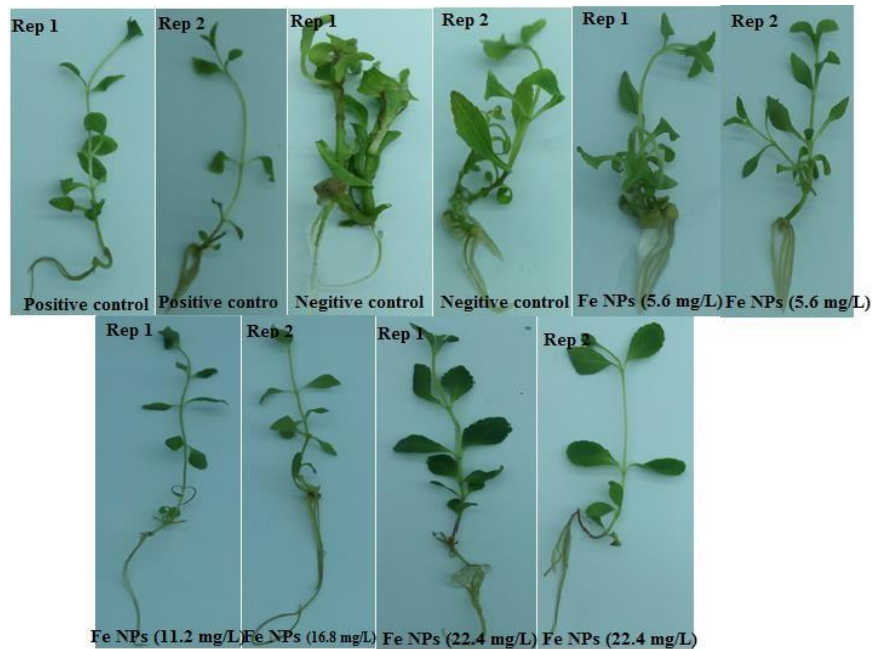 Rep 1
Rep 2
Rep 1
Rep 2
Rep 1
Rep 2
Positive control
Positive contro
Negitive control
Negitive control
Fe NPs (5.6 mg/L)
Fe NPs (5.6 mg/L)
Rep 1
Rep 2
Rep 1
Rep 2
Fe NPs (11.2 mg/L)
Fe NPs (16.8 mg/L)
Fe NPs (22.4 mg/L)
Fe NPs (22.4 mg/L)